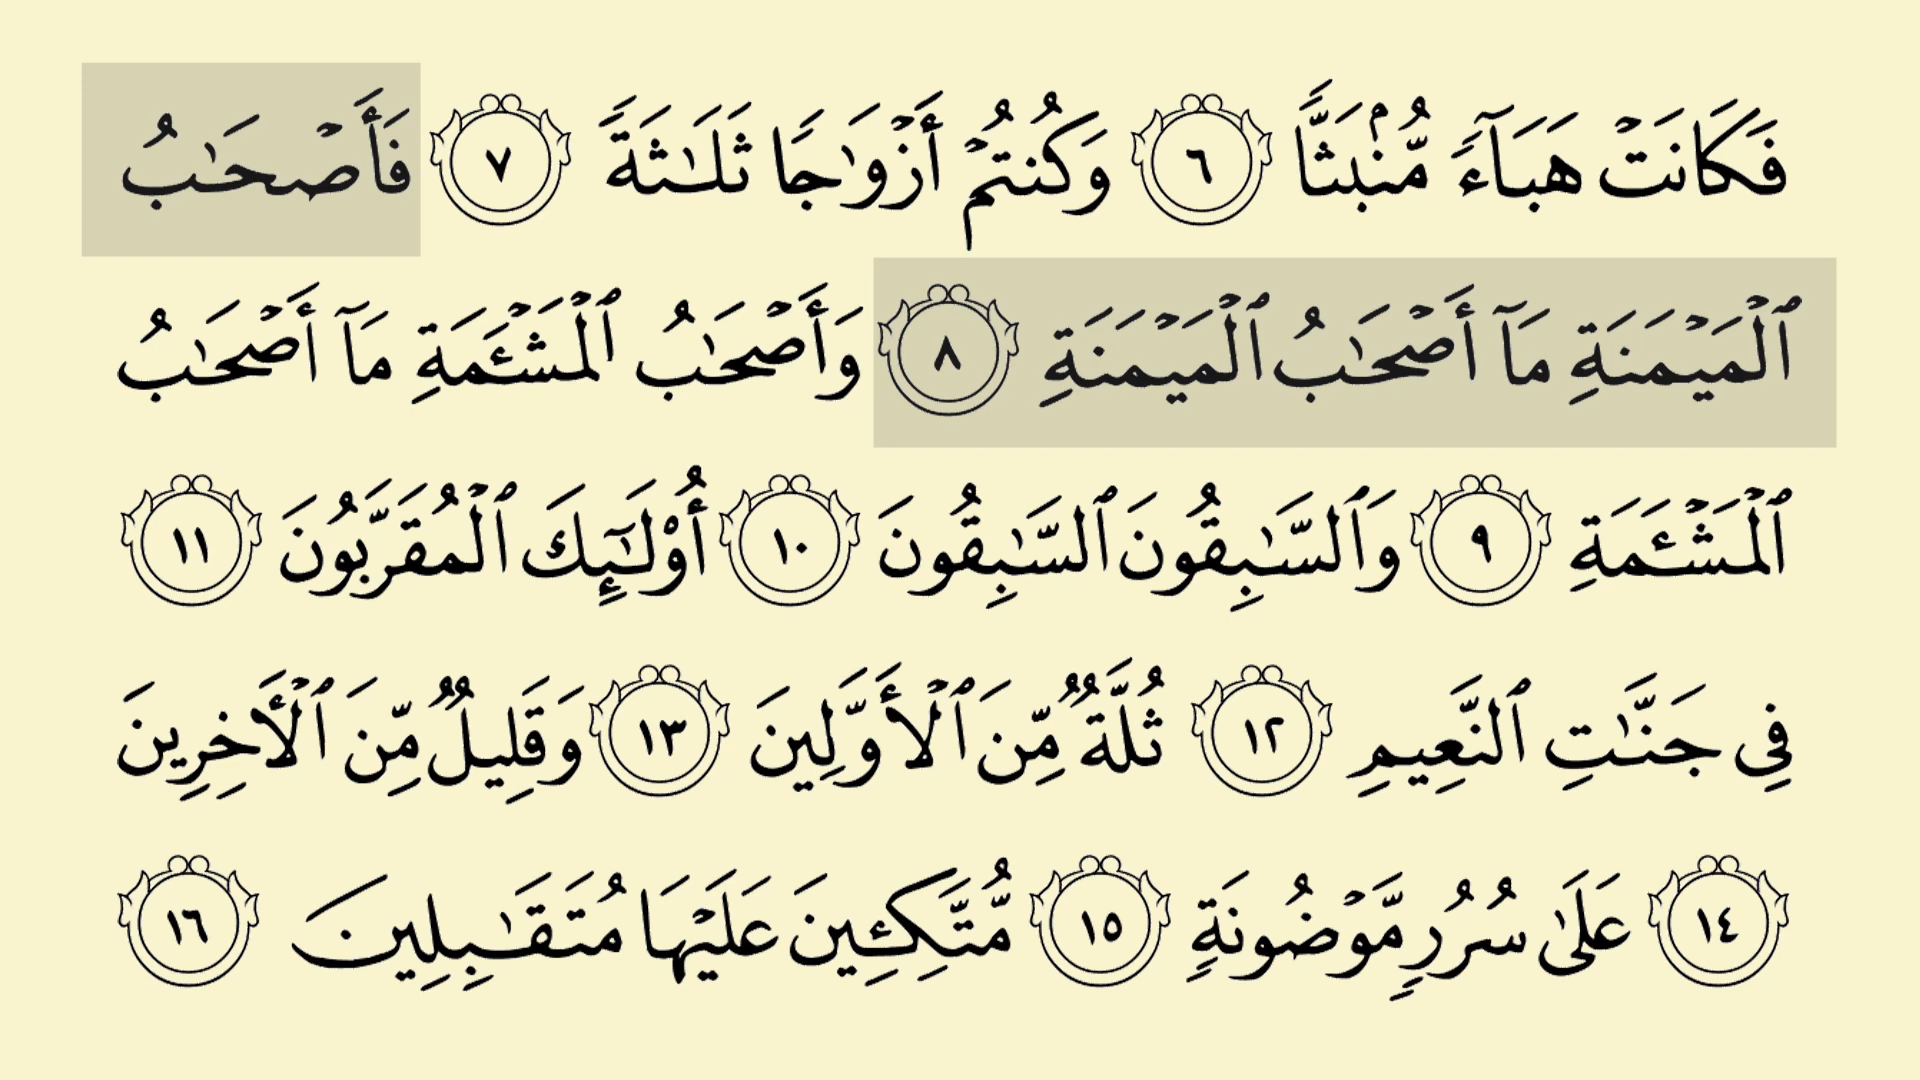 فَكَانَتۡ هَبَآءٗ مُّنۢبَثّٗا ٦ وَكُنتُمۡ أَزۡوَٰجٗا ثَلَٰثَةٗ ٧ فَأَصۡحَٰبُ
ٱلۡمَيۡمَنَةِ مَآ أَصۡحَٰبُ ٱلۡمَيۡمَنَةِ ٨ وَأَصۡحَٰبُ ٱلۡمَشۡـَٔمَةِ مَآ أَصۡحَٰبُ
ٱلۡمَشۡـَٔمَةِ ٩ وَٱلسَّٰبِقُونَ ٱلسَّٰبِقُونَ ١٠ أُوْلَٰٓئِكَ ٱلۡمُقَرَّبُونَ ١١
فِي جَنَّٰتِ ٱلنَّعِيمِ ١٢ ثُلَّةٞ مِّنَ ٱلۡأَوَّلِينَ ١٣ وَقَلِيلٞ مِّنَ ٱلۡأٓخِرِينَ
١٤ عَلَىٰ سُرُرٖ مَّوۡضُونَةٖ ١٥ مُّتَّكِـِٔينَ عَلَيۡهَا مُتَقَٰبِلِينَ ١٦